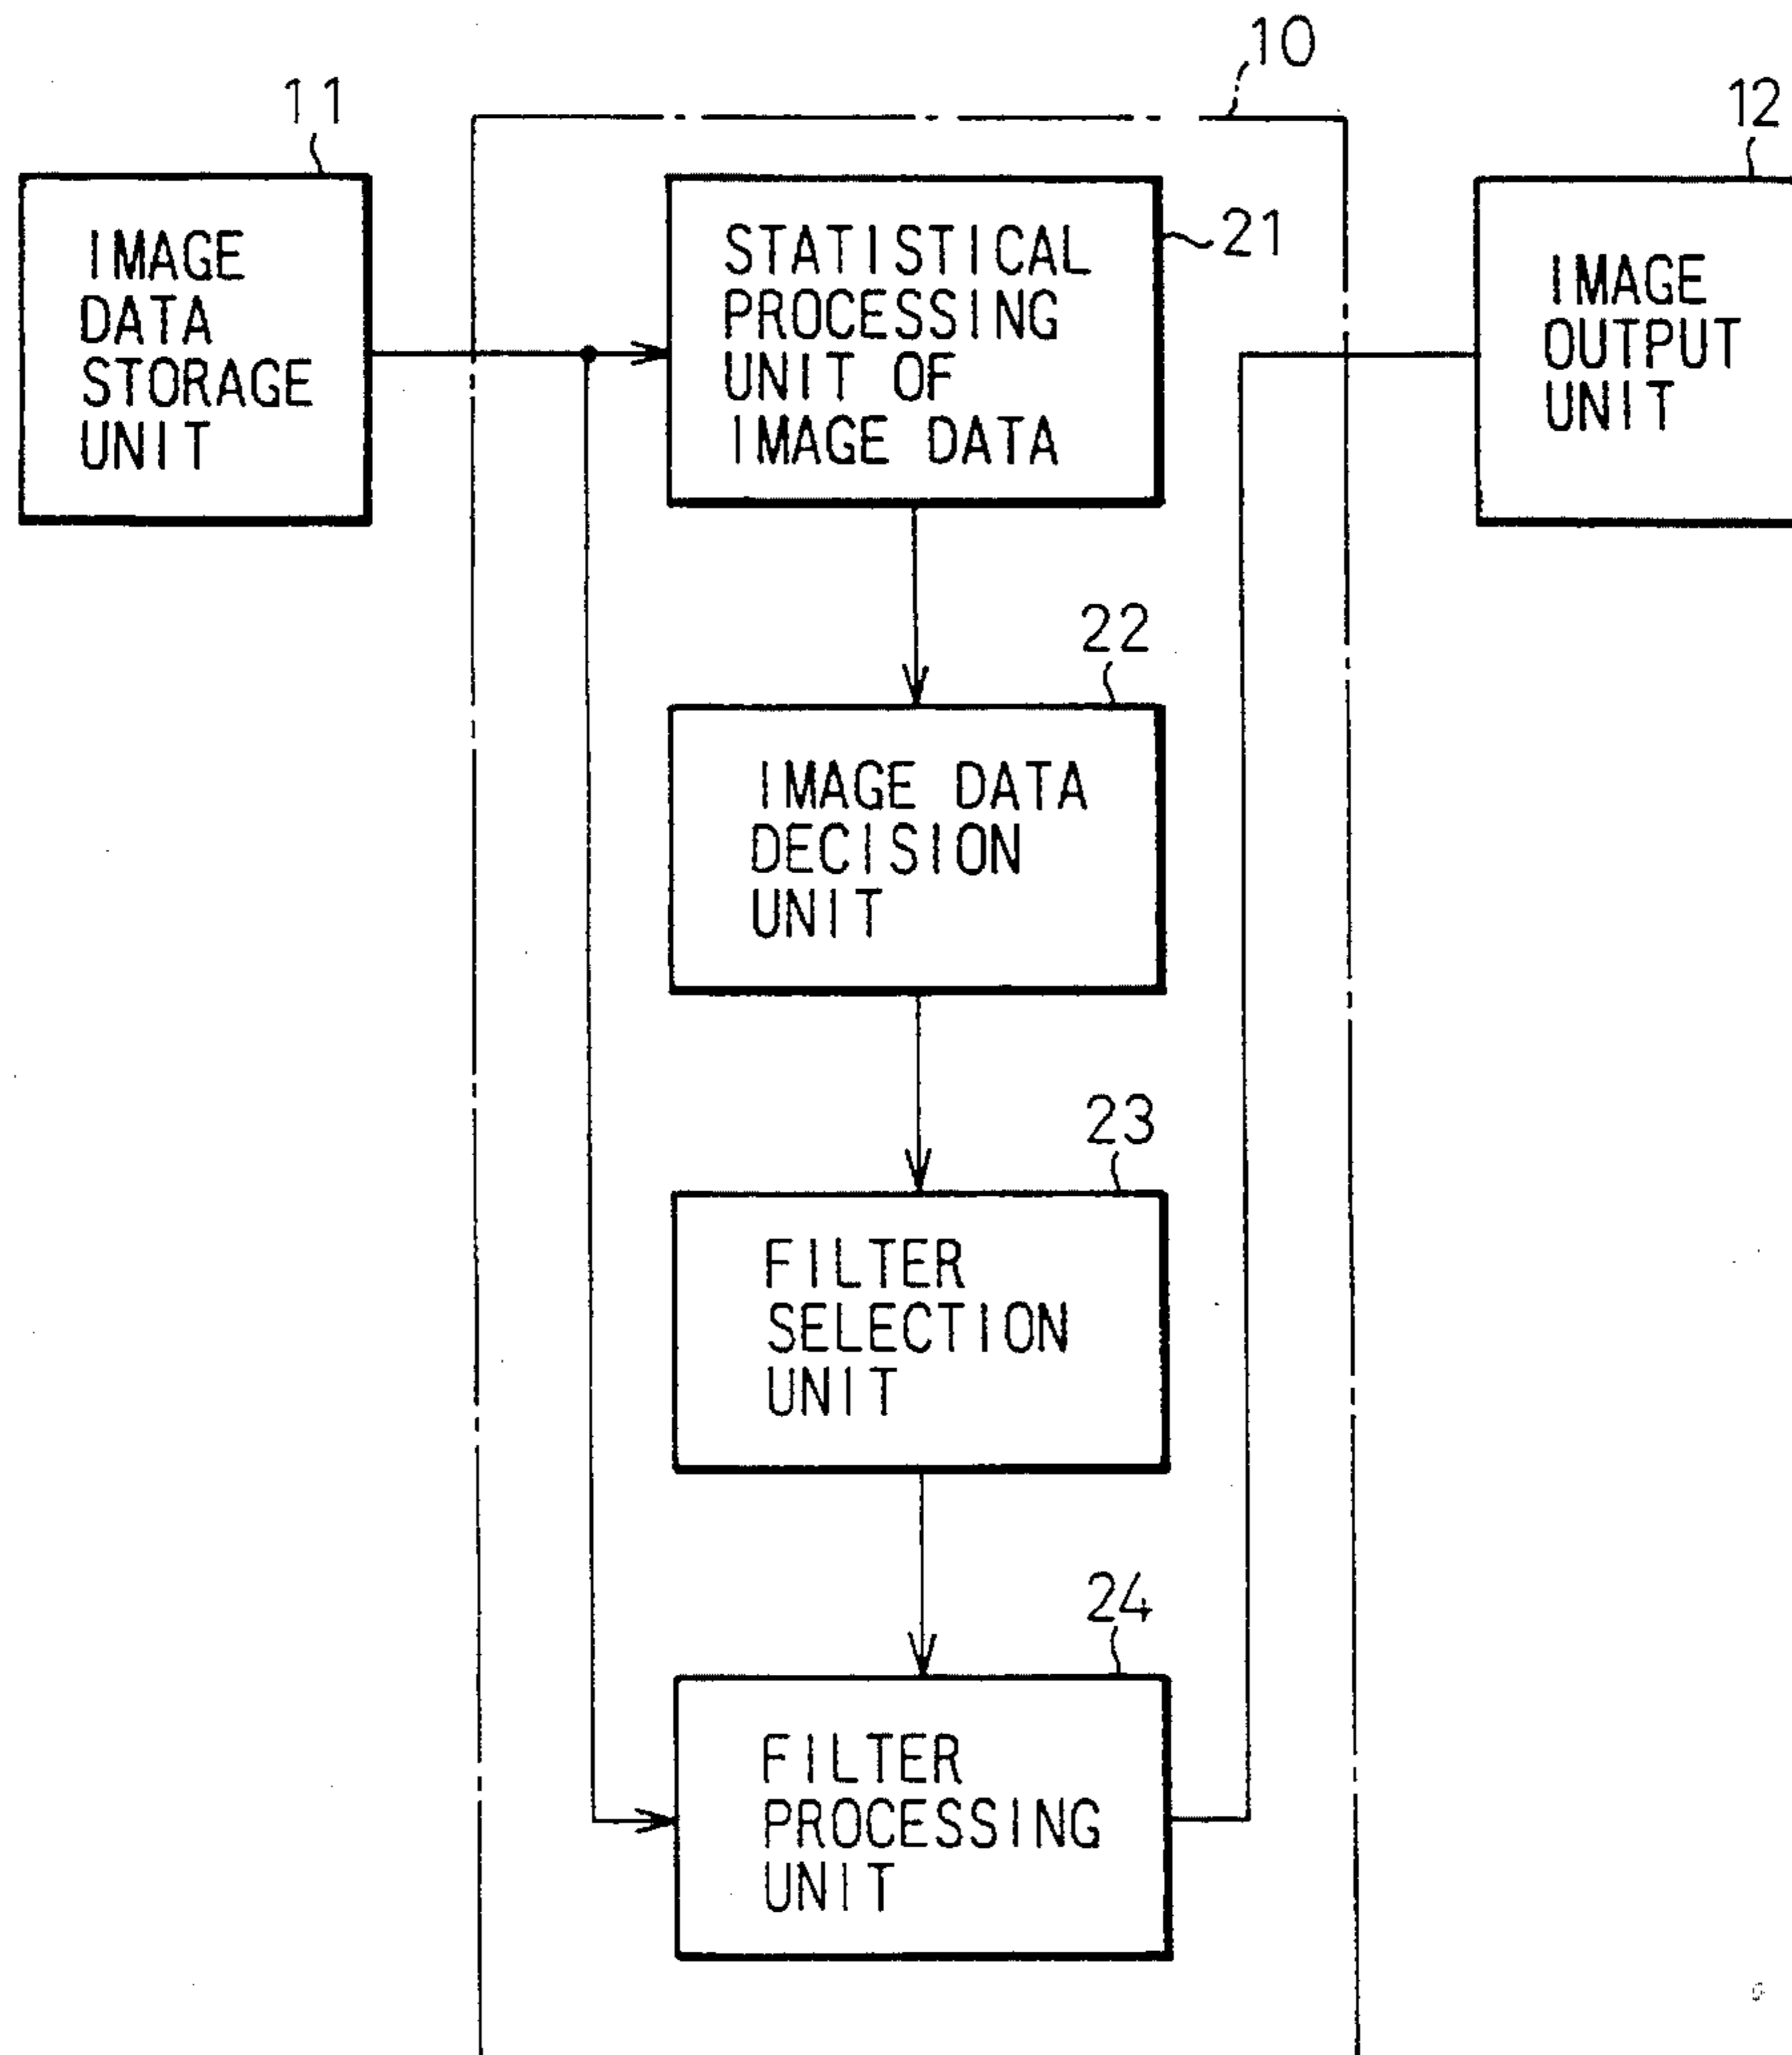 10
11
12
IMAGE
DATA
STORAGE
UNIT
STATISTICAL
PROCESSING
UNIT OF
IMAGE DATA
21
IMAGE
OUTPUT
UNIT
22
IMAGE DATA
DECISION
UNIT
23
FILTER
SELECTION
UNIT
24
FILTER
PROCESSING
UNIT